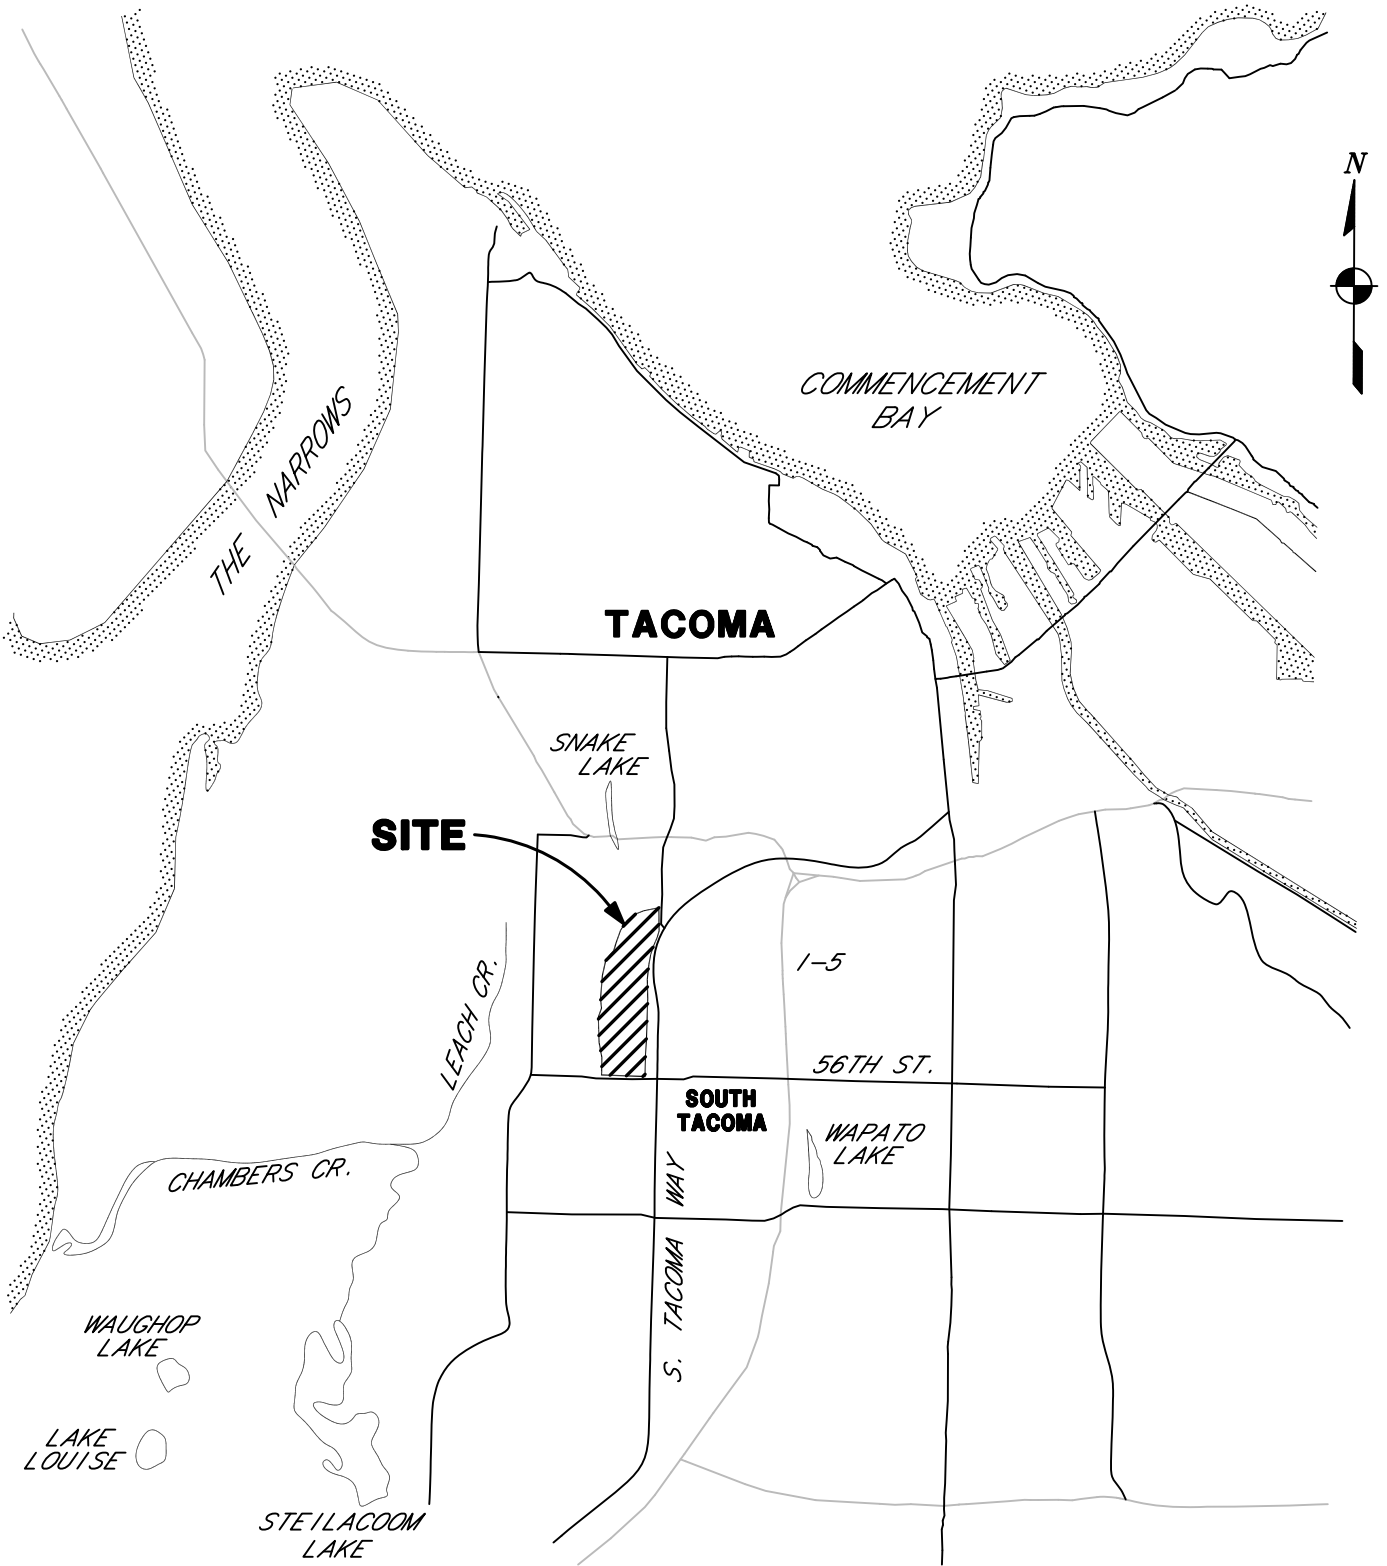 N
COMMENCEMENT
BAY
THE NARROWS
TACOMA
SNAKE
LAKE
SITE
I-5
LEACH CR.
56TH ST.
SOUTH
TACOMA
WAPATO
LAKE
CHAMBERS CR.
S. TACOMA WAY
WAUGHOP
LAKE
LAKE
LOUISE
STEILACOOM
LAKE